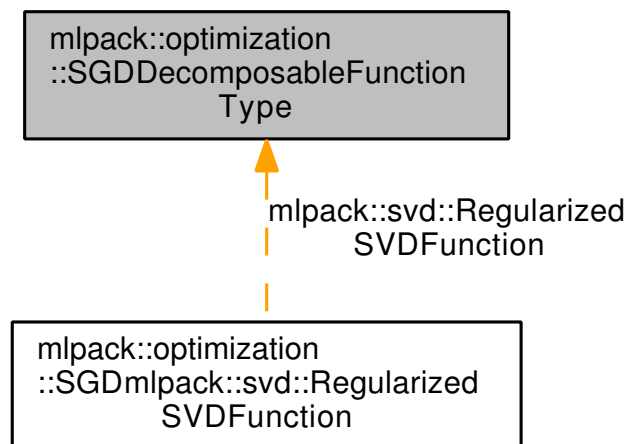 mlpack::optimization
::SGDDecomposableFunction
Type
mlpack::svd::Regularized
SVDFunction
mlpack::optimization
::SGDmlpack::svd::Regularized
SVDFunction